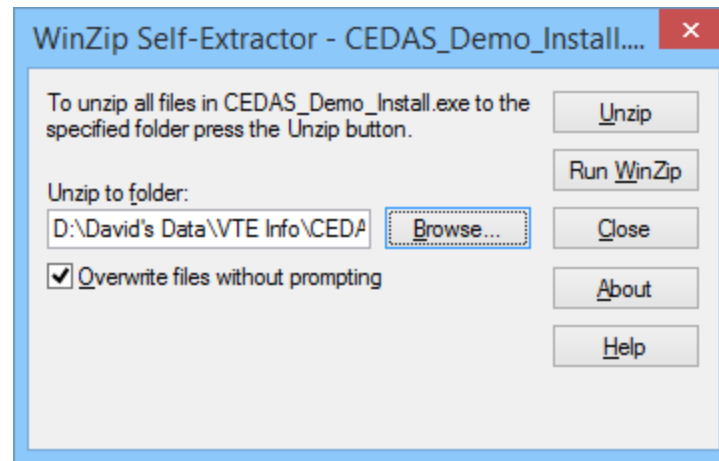 WinZip Self-Extractor - CEDAS_Demo_Install....
To unzip all files in CEDAS_Demo_Install.exe to the
specified folder press the Unzip button.
Unzip to folder:
D:\David's Data\VTE Info\CEDA
Browse...
Overwrite files without prompting
Unzip
Run WinZip
Close
About
Help